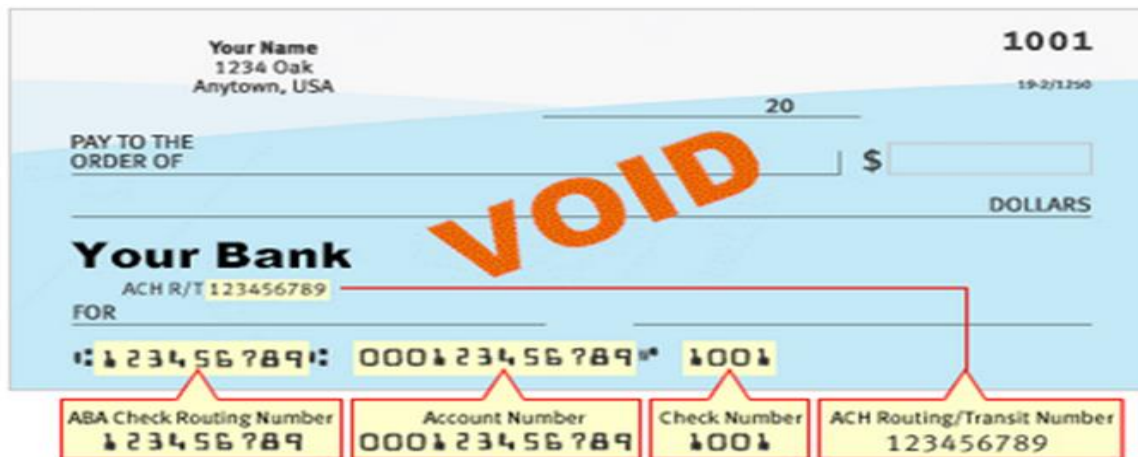 Your Name
1234 Oak
Anytown, USA
1001
19-2/1250
20
PAY TO THE
ORDER OF
$
DOLLARS
VOID
Your Bank
ACH R/T 123456789
FOR
⑆123456789⑆ 000123456789⑈ 1001
ABA Check Routing Number
123456789
Account Number
000123456789
Check Number
1001
ACH Routing/Transit Number
123456789